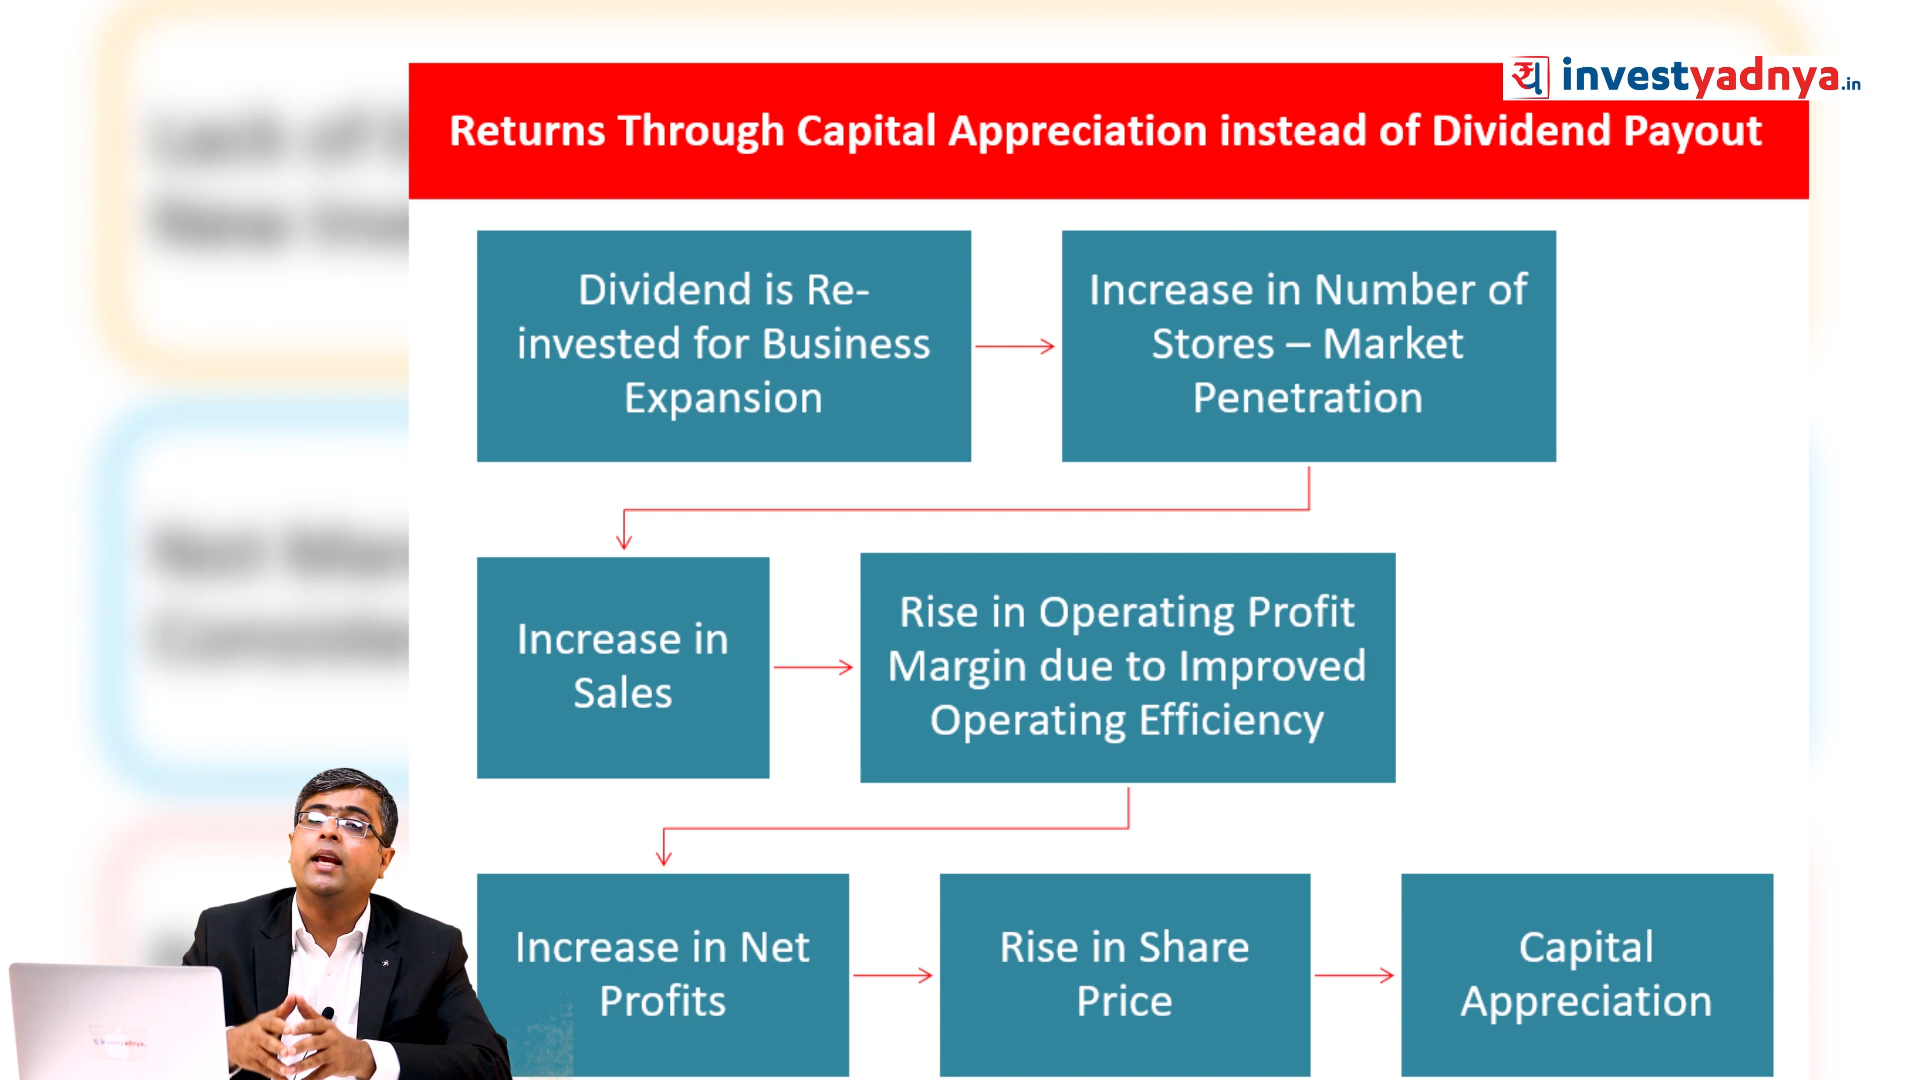 investyadnya.in
Returns Through Capital Appreciation instead of Dividend Payout
Dividend is Re-
invested for Business
Expansion
Increase in Number of
Stores – Market
Penetration
Increase in
Sales
Rise in Operating Profit
Margin due to Improved
Operating Efficiency
Increase in Net
Profits
Rise in Share
Price
Capital
Appreciation